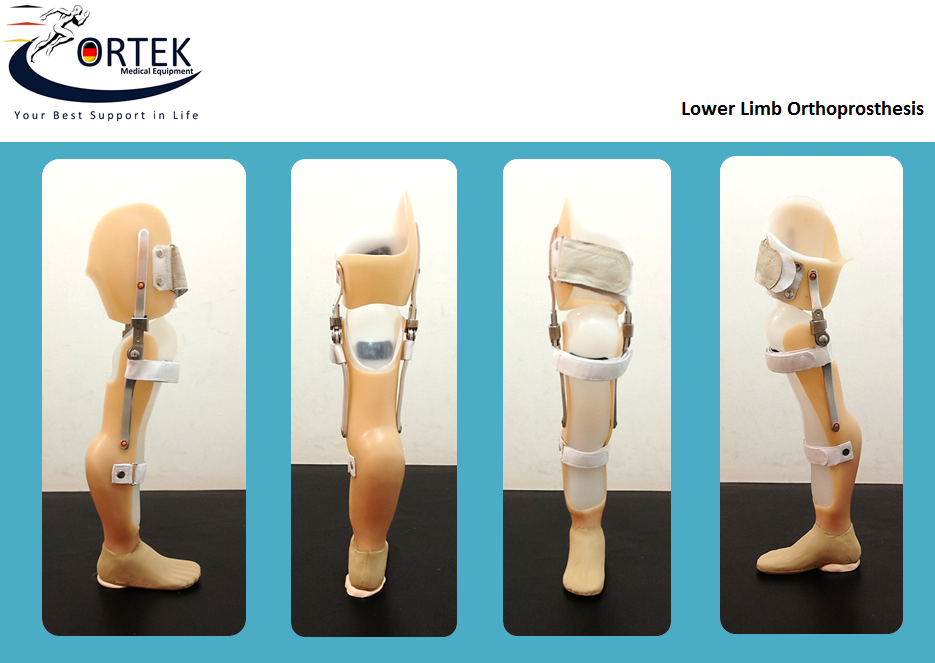 ORTEK
Medical Equipment
Your Best Support in Life
Lower Limb Orthoprosthesis